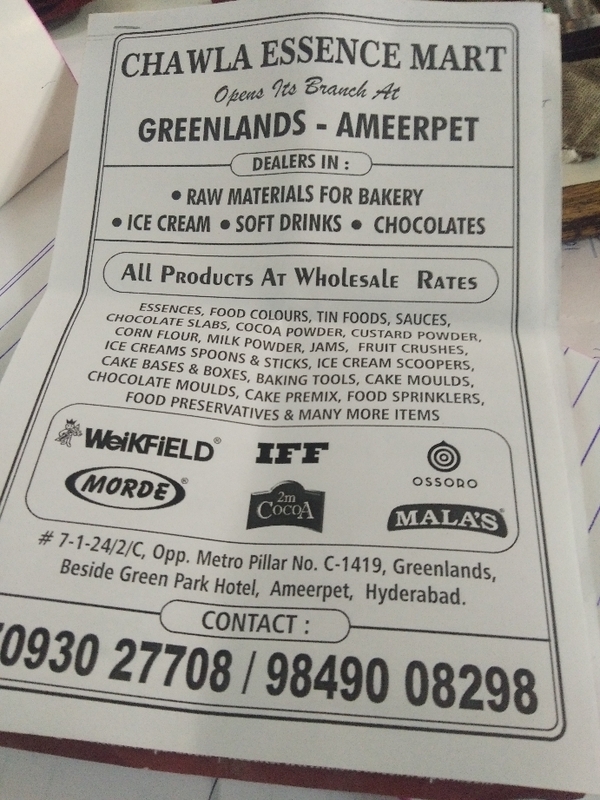 CHAWLA ESSENCE MART
Opens Its Branch At
GREENLANDS - AMEERPET
DEALERS IN :
• RAW MATERIALS FOR BAKERY
• ICE CREAM • SOFT DRINKS • CHOCOLATES
All Products At Wholesale Rates
ESSENCES, FOOD COLOURS, TIN FOODS, SAUCES,
CHOCOLATE SLABS, COCOA POWDER, CUSTARD POWDER,
CORN FLOUR, MILK POWDER, JAMS, FRUIT CRUSHES,
ICE CREAMS SPOONS & STICKS, ICE CREAM SCOOPERS,
CAKE BASES & BOXES, BAKING TOOLS, CAKE MOULDS,
CHOCOLATE MOULDS, CAKE PREMIX, FOOD SPRINKLERS,
FOOD PRESERVATIVES & MANY MORE ITEMS
WeiKFiELD® IFF OSSORO
MORDE® 2m COCOA MALA'S®
# 7-1-24/2/C, Opp. Metro Pillar No. C-1419, Greenlands,
Beside Green Park Hotel, Ameerpet, Hyderabad.
CONTACT :
70930 27708 / 98490 08298